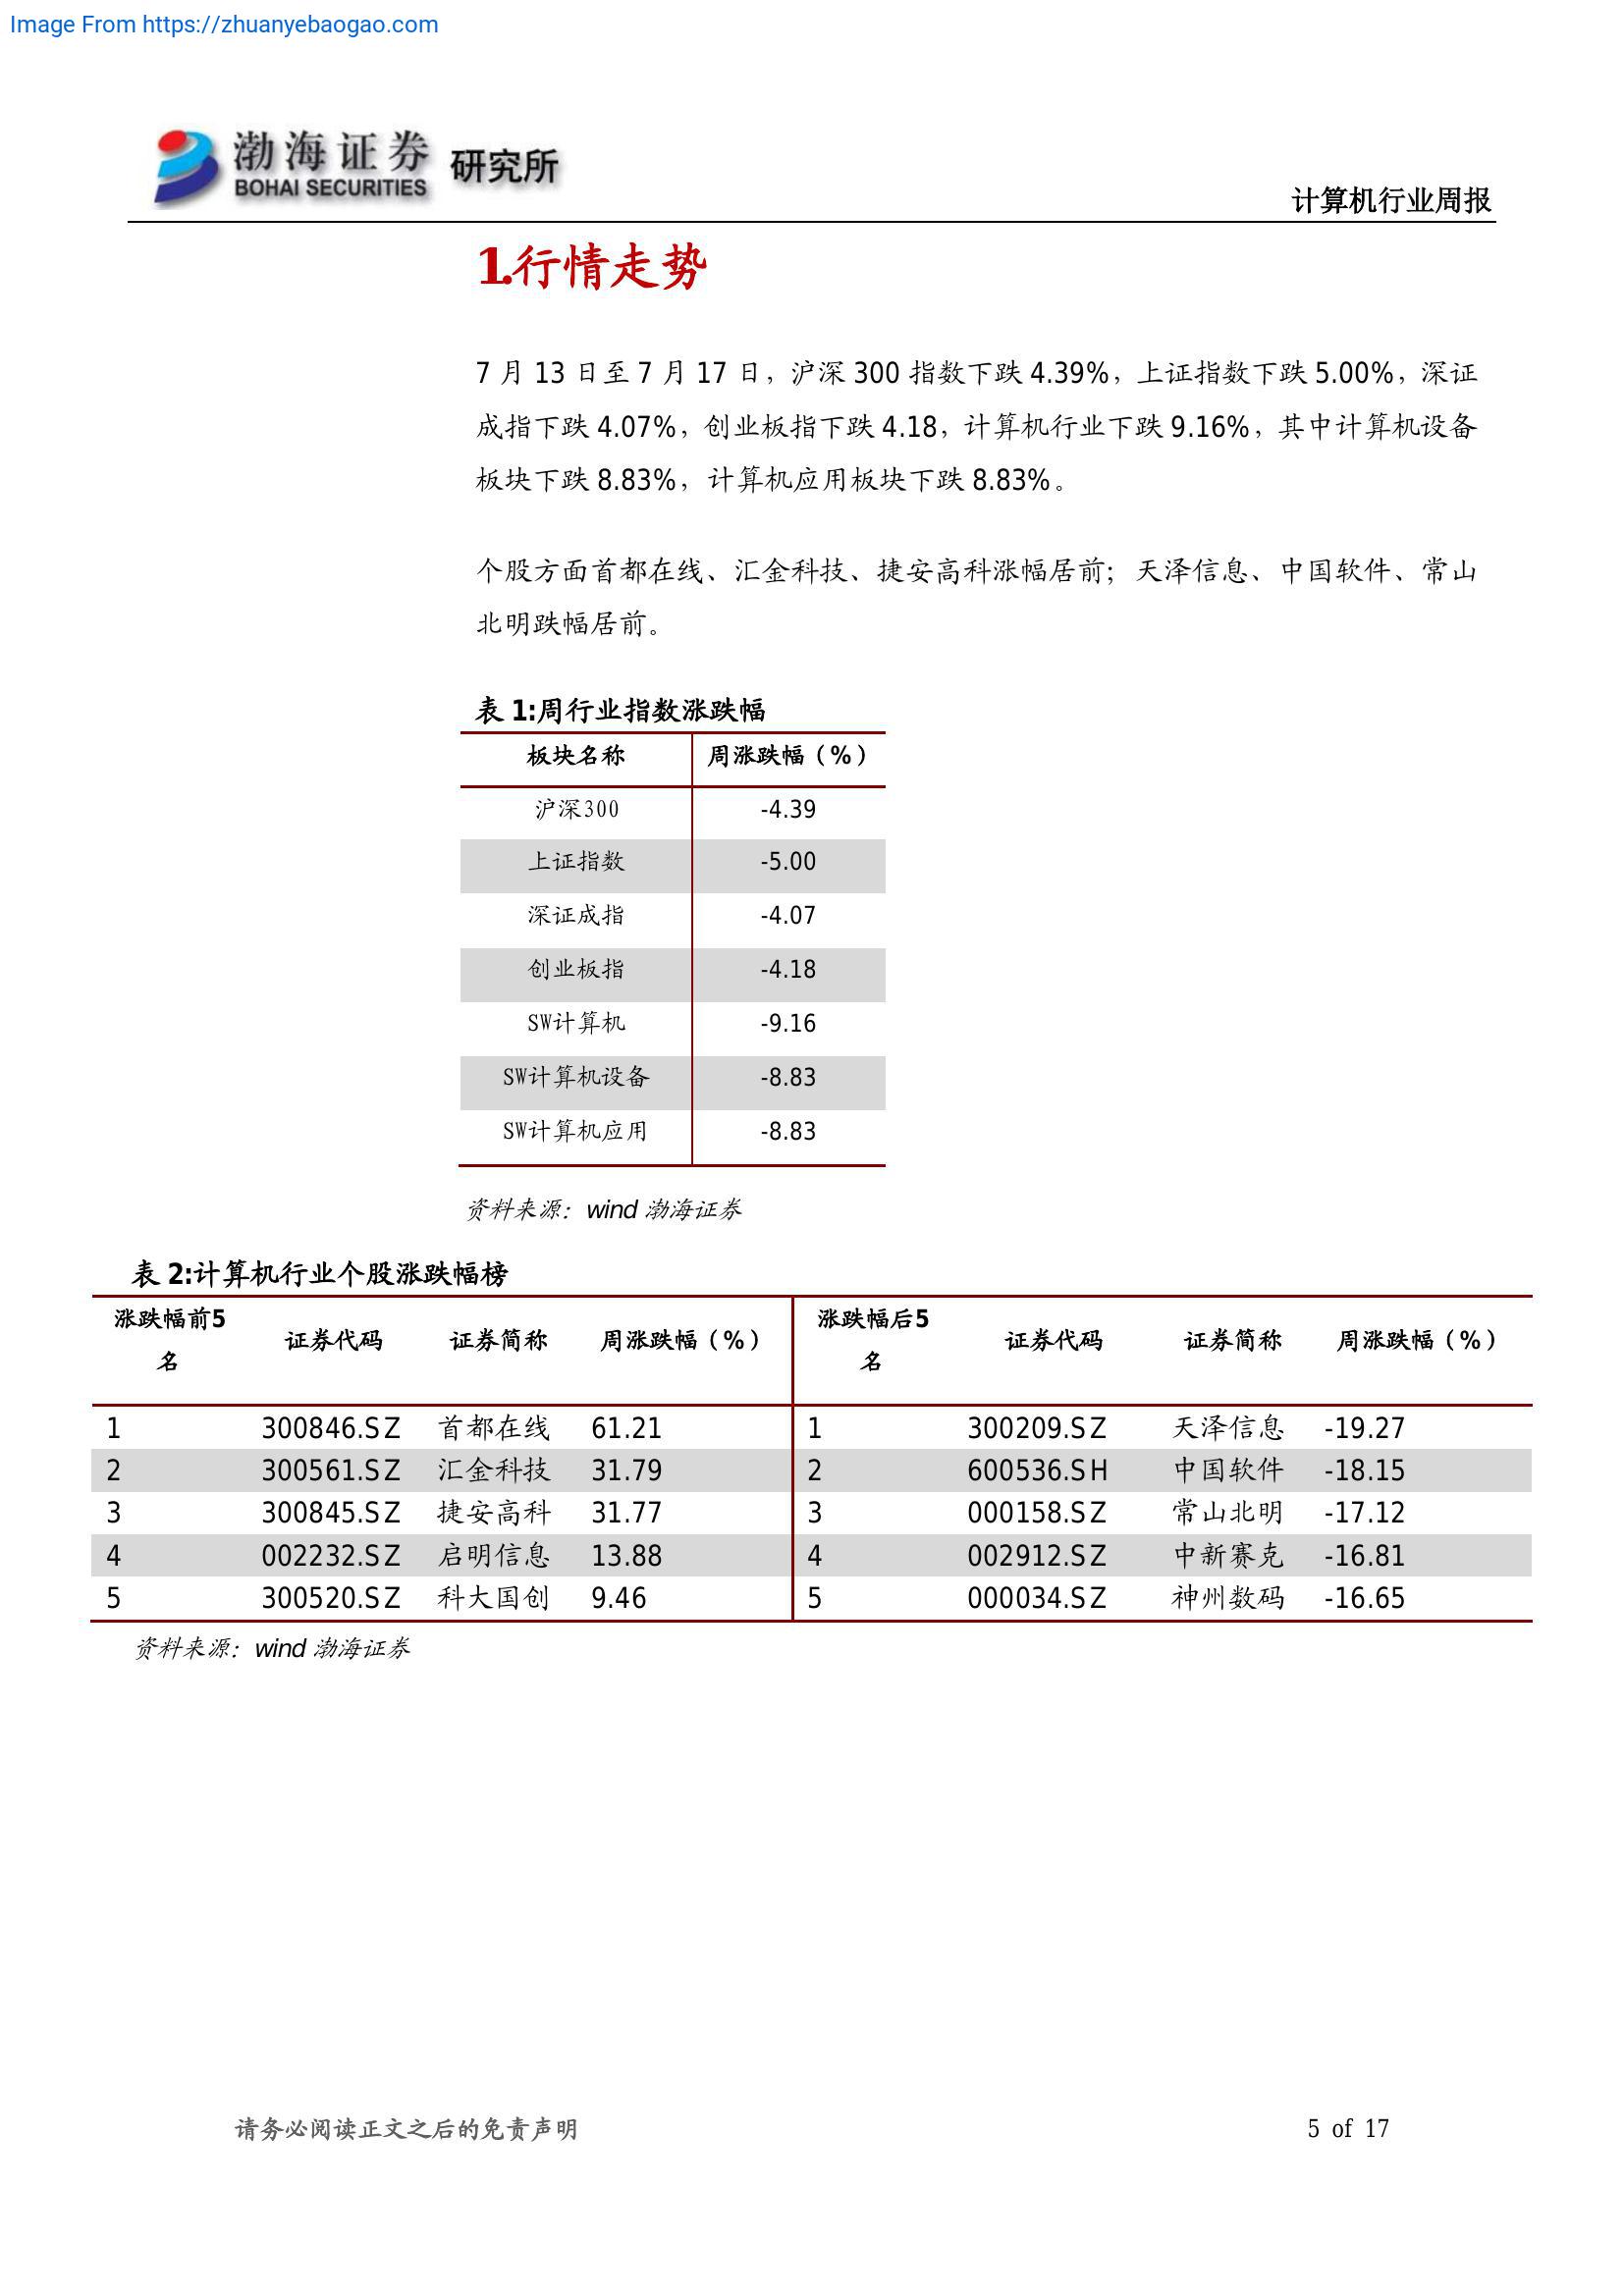 Image From https://zhuanyebaogao.com
渤海证券 研究所
BOHAI SECURITIES
计算机行业周报
1.行情走势
7 月 13 日至 7 月 17 日，沪深 300 指数下跌 4.39%，上证指数下跌 5.00%，深证
成指下跌 4.07%，创业板指下跌 4.18，计算机行业下跌 9.16%，其中计算机设备
板块下跌 8.83%，计算机应用板块下跌 8.83%。
个股方面首都在线、汇金科技、捷安高科涨幅居前；天泽信息、中国软件、常山
北明跌幅居前。
表 1:周行业指数涨跌幅
板块名称 周涨跌幅（%）
沪深300 -4.39
上证指数 -5.00
深证成指 -4.07
创业板指 -4.18
SW计算机 -9.16
SW计算机设备 -8.83
SW计算机应用 -8.83
资料来源：wind 渤海证券
表 2:计算机行业个股涨跌幅榜
涨跌幅前5名 证券代码 证券简称 周涨跌幅（%） 涨跌幅后5名 证券代码 证券简称 周涨跌幅（%）
1 300846.SZ 首都在线 61.21 1 300209.SZ 天泽信息 -19.27
2 300561.SZ 汇金科技 31.79 2 600536.SH 中国软件 -18.15
3 300845.SZ 捷安高科 31.77 3 000158.SZ 常山北明 -17.12
4 002232.SZ 启明信息 13.88 4 002912.SZ 中新赛克 -16.81
5 300520.SZ 科大国创 9.46 5 000034.SZ 神州数码 -16.65
资料来源：wind 渤海证券
请务必阅读正文之后的免责声明 5 of 17